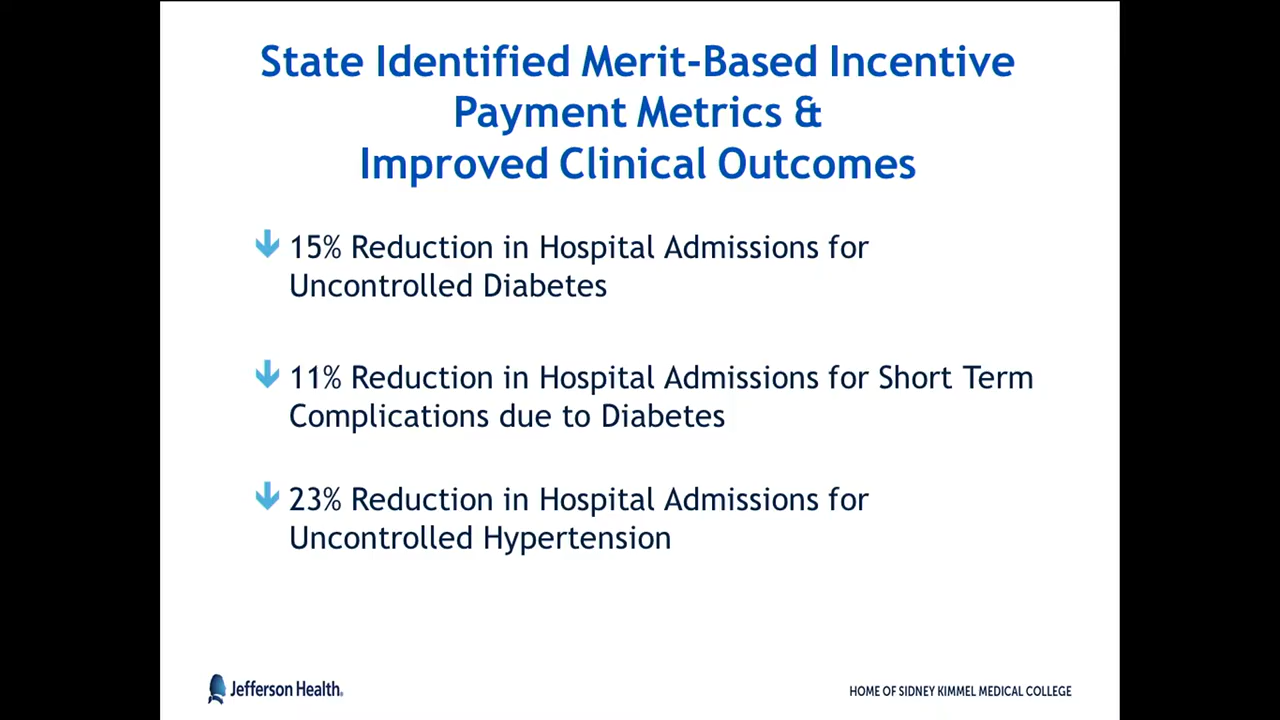 State Identified Merit-Based Incentive
Payment Metrics &
Improved Clinical Outcomes
15% Reduction in Hospital Admissions for
Uncontrolled Diabetes
11% Reduction in Hospital Admissions for Short Term
Complications due to Diabetes
23% Reduction in Hospital Admissions for
Uncontrolled Hypertension
Jefferson Health®
HOME OF SIDNEY KIMMEL MEDICAL COLLEGE